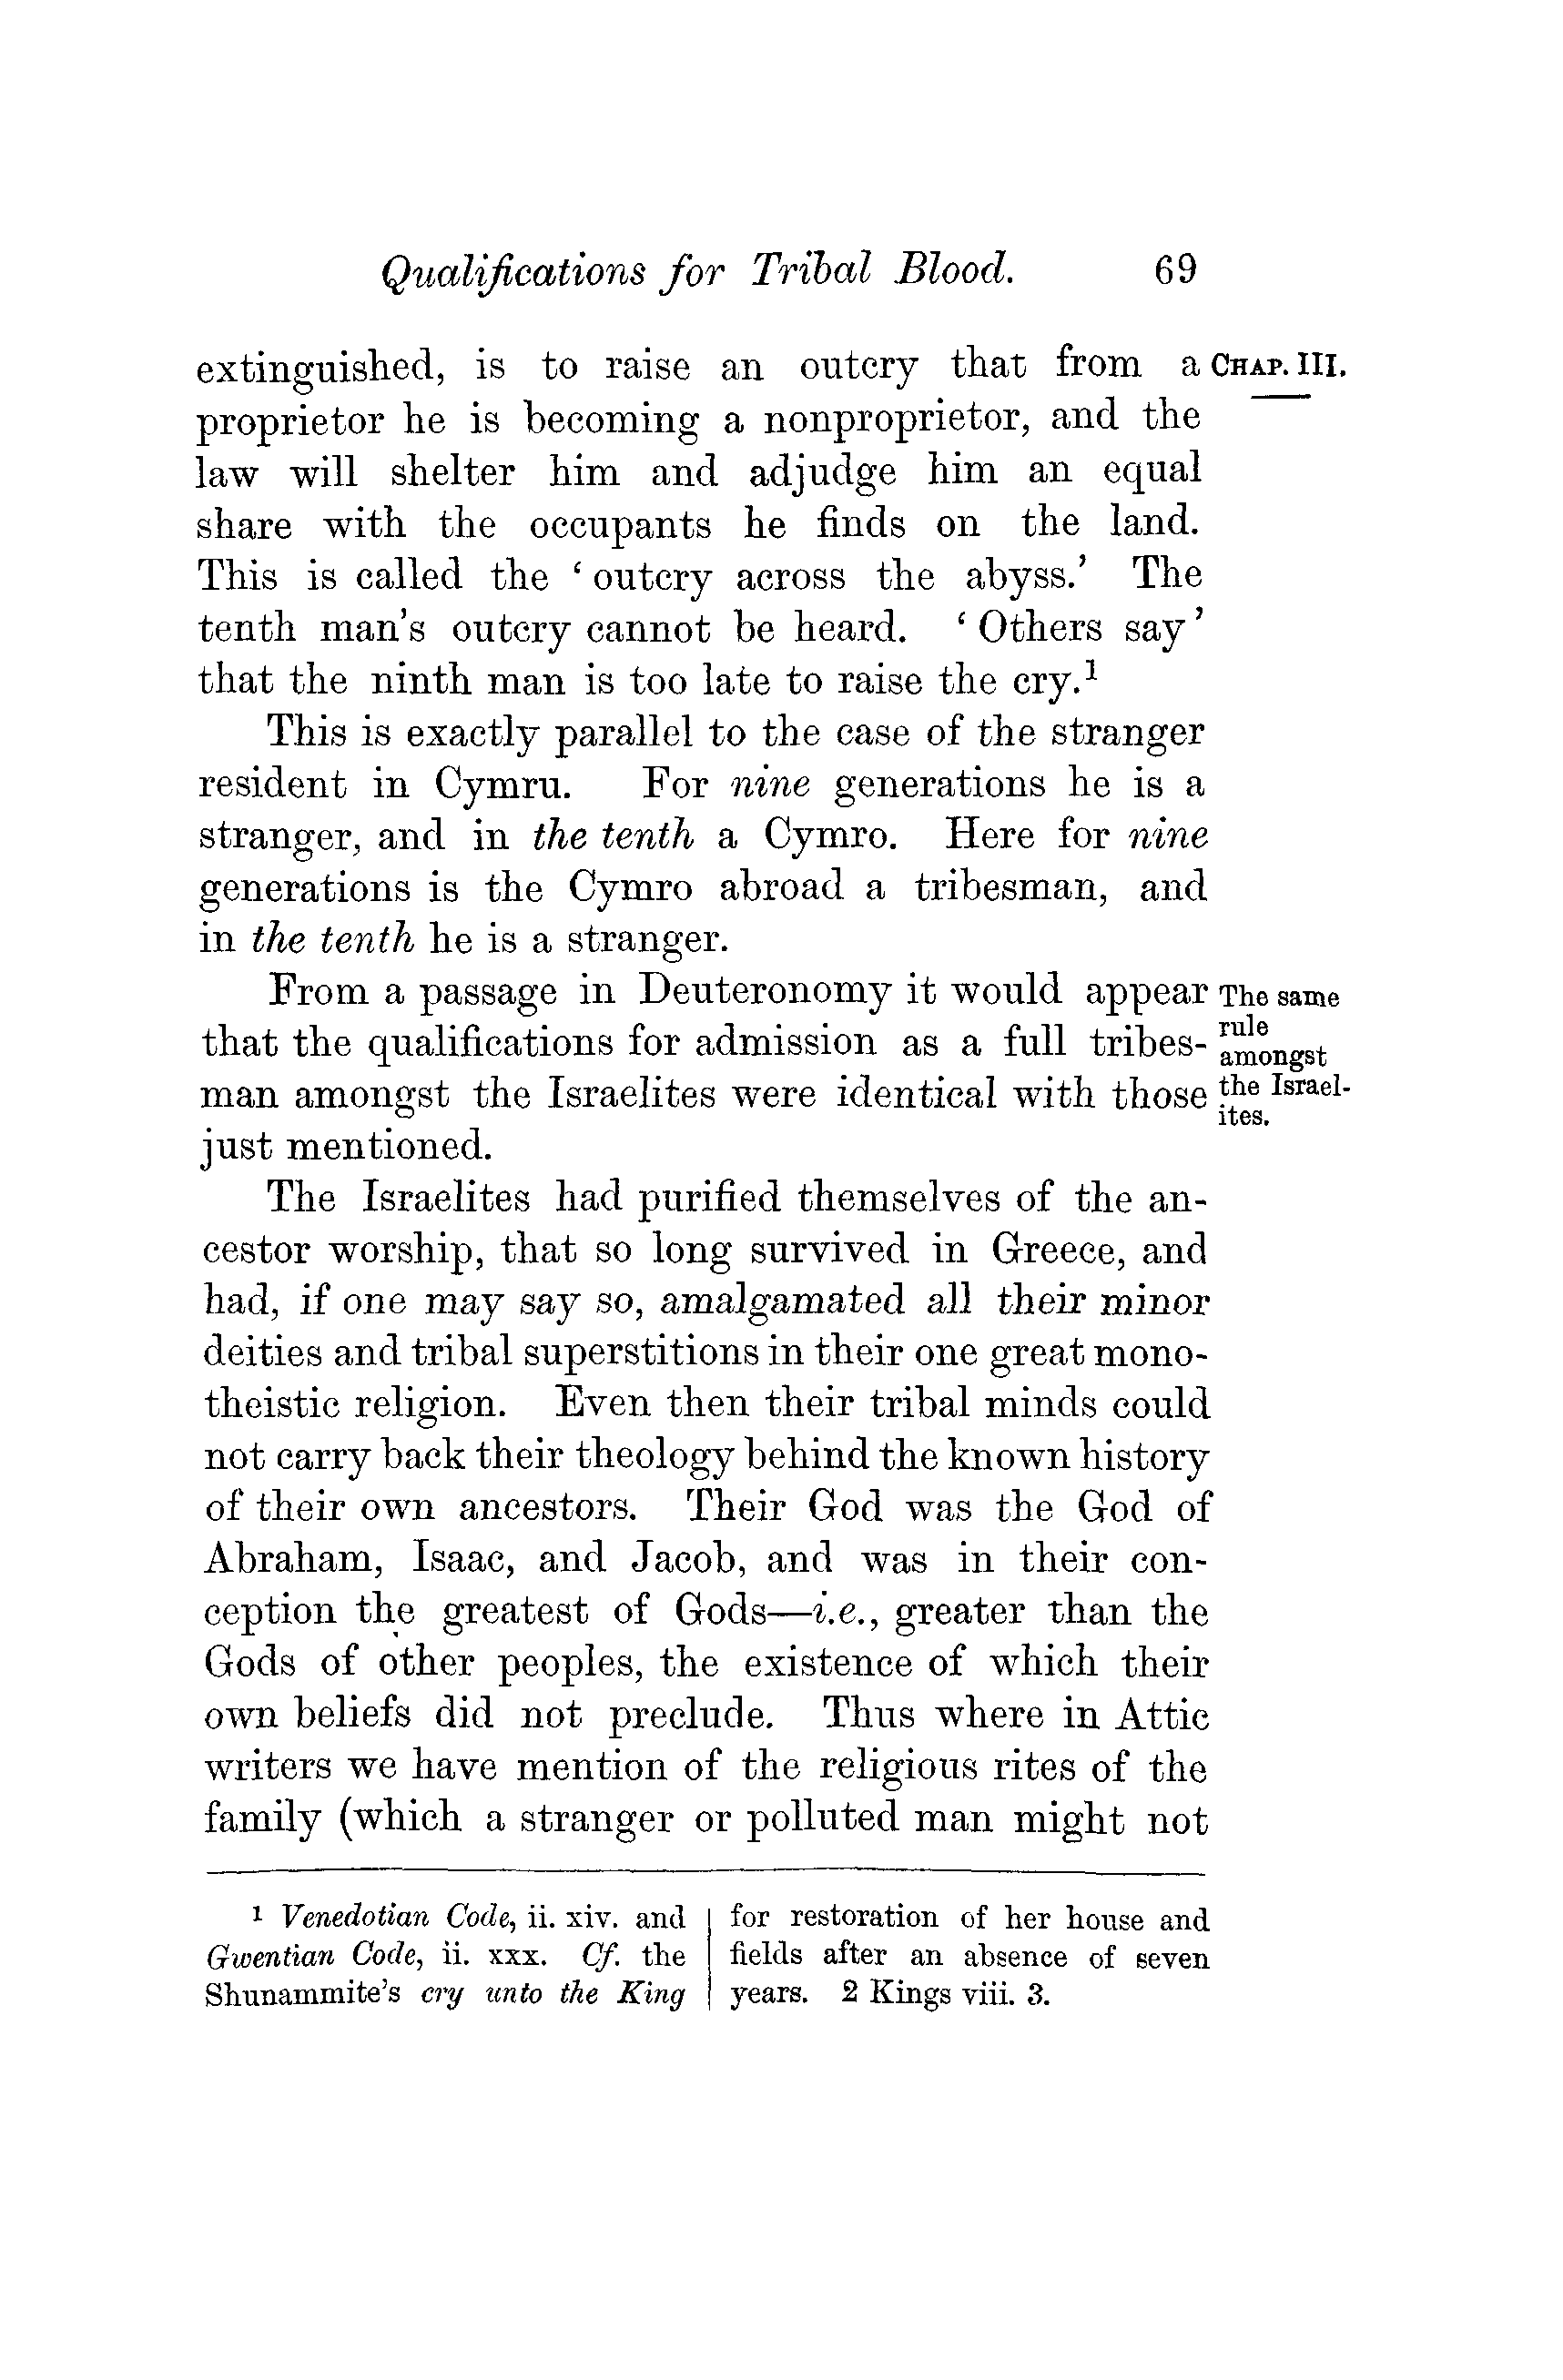 Qualifications for Tribal Blood. 69
extinguished, is to raise an outcry that from a
CHAP. III.
proprietor he is becoming a nonproprietor, and the
law will shelter him and adjudge him an equal
share with the occupants he finds on the land.
This is called the ‘ outcry across the abyss.’ The
tenth man’s outcry cannot be heard. ‘ Others say ’
that the ninth man is too late to raise the cry.¹
This is exactly parallel to the case of the stranger
resident in Cymru. For nine generations he is a
stranger, and in the tenth a Cymro. Here for nine
generations is the Cymro abroad a tribesman, and
in the tenth he is a stranger.
From a passage in Deuteronomy it would appear
that the qualifications for admission as a full tribes-
man amongst the Israelites were identical with those
just mentioned.
The same
rule
amongst
the Israel-
ites.
The Israelites had purified themselves of the an-
cestor worship, that so long survived in Greece, and
had, if one may say so, amalgamated all their minor
deities and tribal superstitions in their one great mono-
theistic religion. Even then their tribal minds could
not carry back their theology behind the known history
of their own ancestors. Their God was the God of
Abraham, Isaac, and Jacob, and was in their con-
ception the greatest of Gods—i.e., greater than the
Gods of other peoples, the existence of which their
own beliefs did not preclude. Thus where in Attic
writers we have mention of the religious rites of the
family (which a stranger or polluted man might not
¹ Venedotian Code, ii. xiv. and
Gwentian Code, ii. xxx. Cf. the
Shunammite’s cry unto the King
for restoration of her house and
fields after an absence of seven
years. 2 Kings viii. 3.